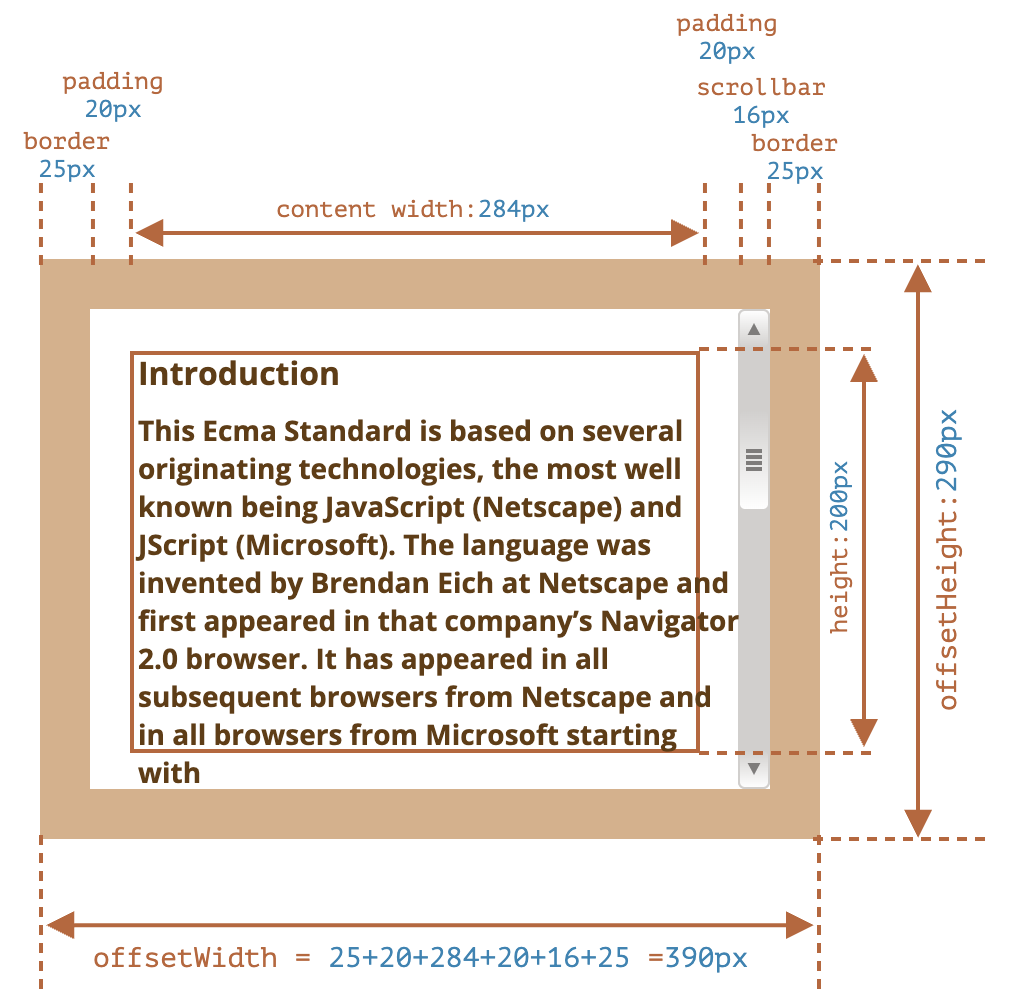 padding
20px
padding
20px
scrollbar
16px
border
25px
border
25px
content width:284px
Introduction
This Ecma Standard is based on several
originating technologies, the most well
known being JavaScript (Netscape) and
JScript (Microsoft). The language was
invented by Brendan Eich at Netscape and
first appeared in that company’s Navigator
2.0 browser. It has appeared in all
subsequent browsers from Netscape and
in all browsers from Microsoft starting
with
height:200px
offsetHeight:290px
offsetWidth = 25+20+284+20+16+25 =390px